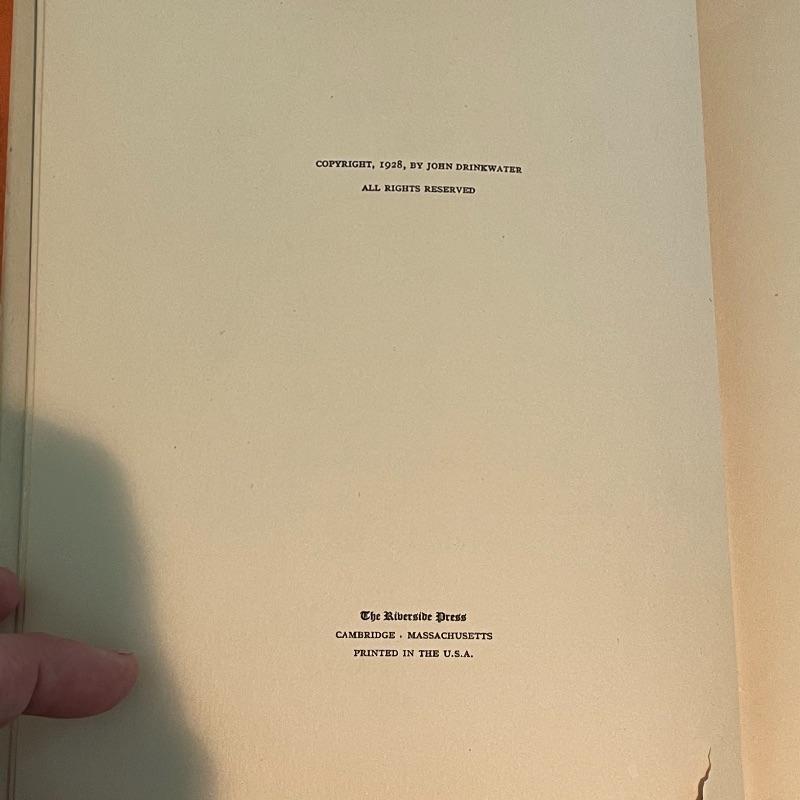 COPYRIGHT, 1928, BY JOHN DRINKWATER
ALL RIGHTS RESERVED
The Riverside Press
CAMBRIDGE . MASSACHUSETTS
PRINTED IN THE U.S.A.